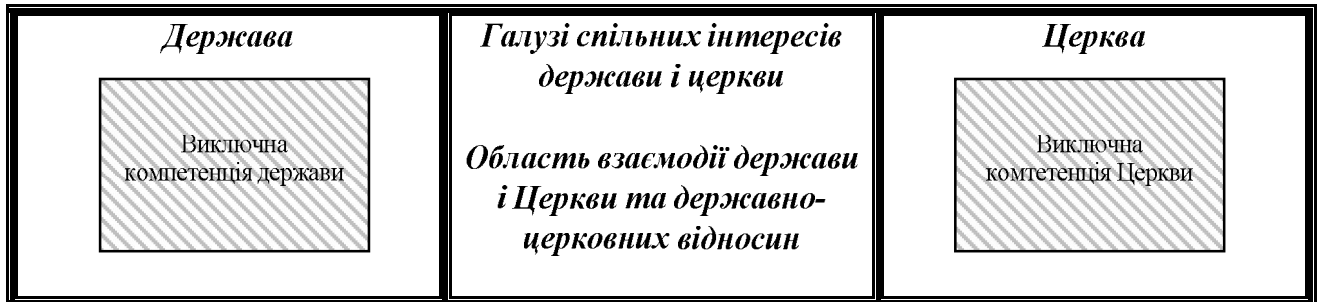 Держава
Виключна
компетенція держави
Галузі спільних інтересів
держави і церкви
Область взаємодії держави
і Церкви та державно-
церковних відносин
Церква
Виключна
комтетенція Церкви